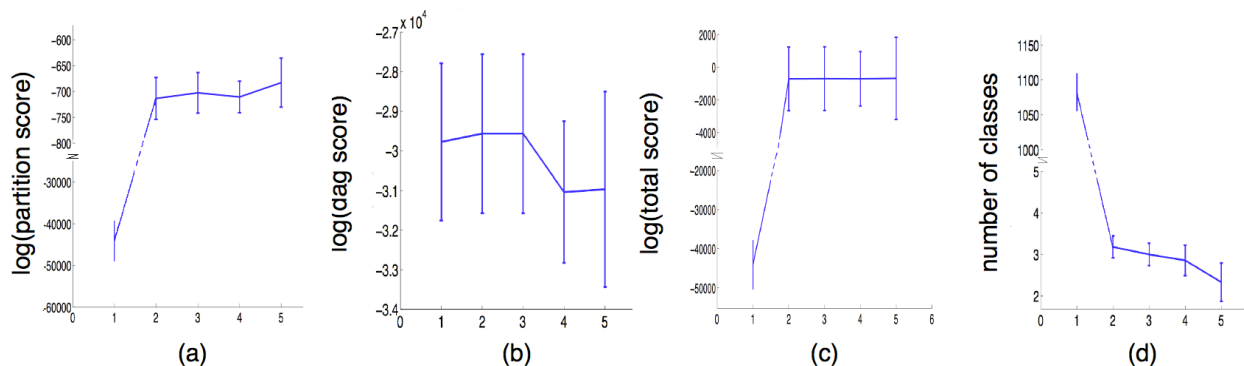 log(partition score)
−600
−650
−700
−750
−800
−30000
−40000
−50000
−60000
0 1 2 3 4 5
(a)
log(dag score)
× 10⁴
−2.7
−2.8
−2.9
−3
−3.1
−3.2
−3.3
−3.4
0 1 2 3 4 5
(b)
log(total score)
2000
0
−2000
−4000
−20000
−30000
−40000
−50000
0 1 2 3 4 5 6
(c)
number of classes
1150
1100
1050
1000
5
4
3
2
0 1 2 3 4 5
(d)